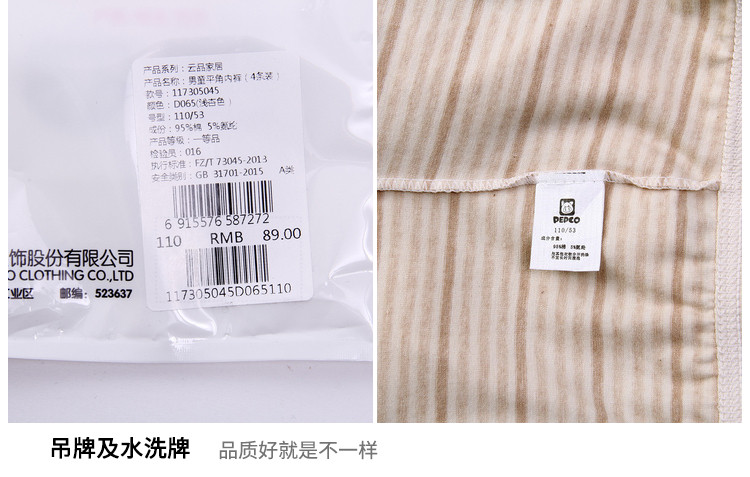 产品系列：云品家居
产品名称：男童平角内裤（4条装）
款号：117305045
颜色：D065(浅杏色）
号型：110/53
成份：95%棉 5%氨纶
产品等级：一等品
检验员：016
执行标准：FZ/T 73045-2013
安全类别：GB 31701-2015 A类
6 915576 587272
110 RMB 89.00
117305045D065110
饰股份有限公司
O CLOTHING CO.,LTD
业区 邮编：523637
PEPCO
110/53
成分含量：
吊牌及水洗牌 品质好就是不一样